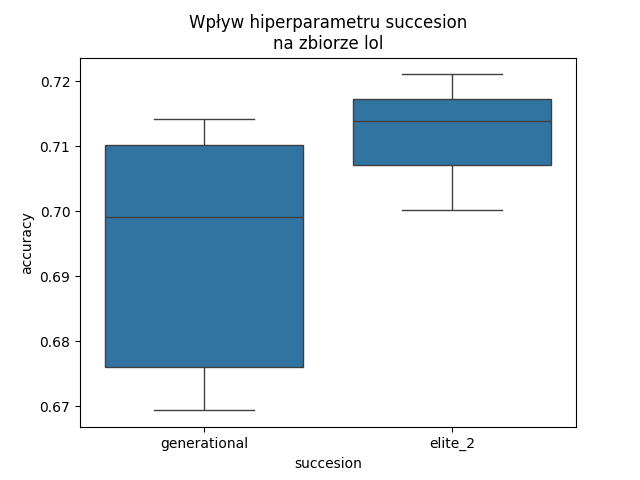 Wpływ hiperparametru succesion
na zbiorze lol
0.72
0.71
0.70
0.69
0.68
0.67
accuracy
generational
elite_2
succesion